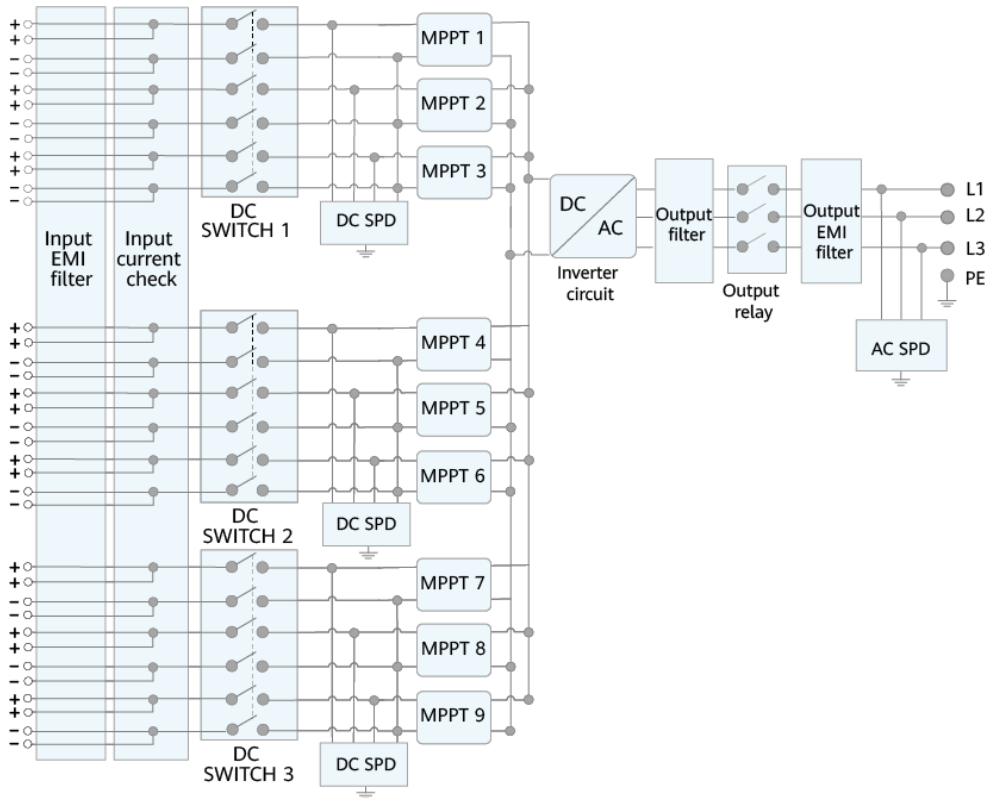 +
+
−
−
+
+
−
−
+
+
−
−
MPPT 1
MPPT 2
MPPT 3
DC
SWITCH 1
DC SPD
Input
EMI
filter
Input
current
check
DC
AC
Inverter
circuit
Output
filter
Output
relay
Output
EMI
filter
L1
L2
L3
PE
AC SPD
+
+
−
−
+
+
−
−
+
+
−
−
MPPT 4
MPPT 5
MPPT 6
DC
SWITCH 2
DC SPD
+
+
−
−
+
+
−
−
+
+
−
−
MPPT 7
MPPT 8
MPPT 9
DC
SWITCH 3
DC SPD